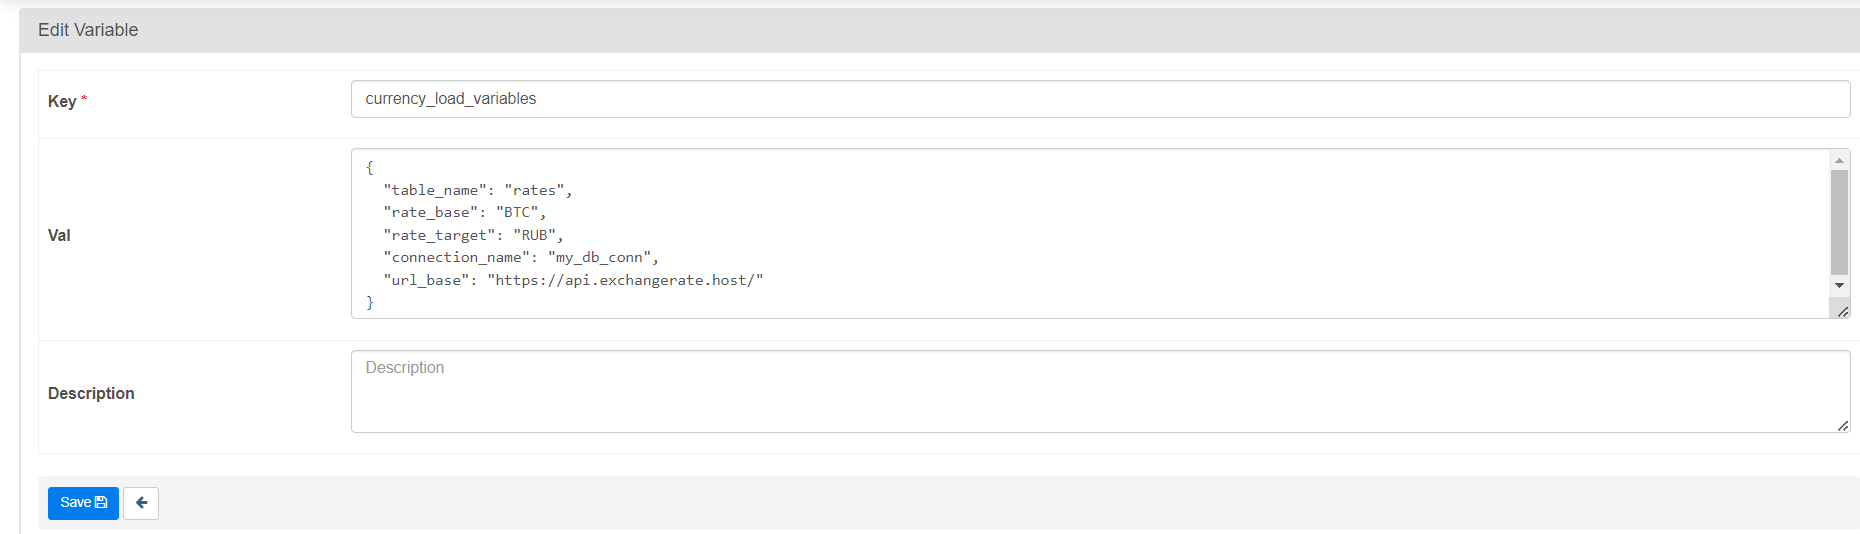 Edit Variable
Key *
currency_load_variables
Val
{
  "table_name": "rates",
  "rate_base": "BTC",
  "rate_target": "RUB",
  "connection_name": "my_db_conn",
  "url_base": "https://api.exchangerate.host/"
}
Description
Description
Save